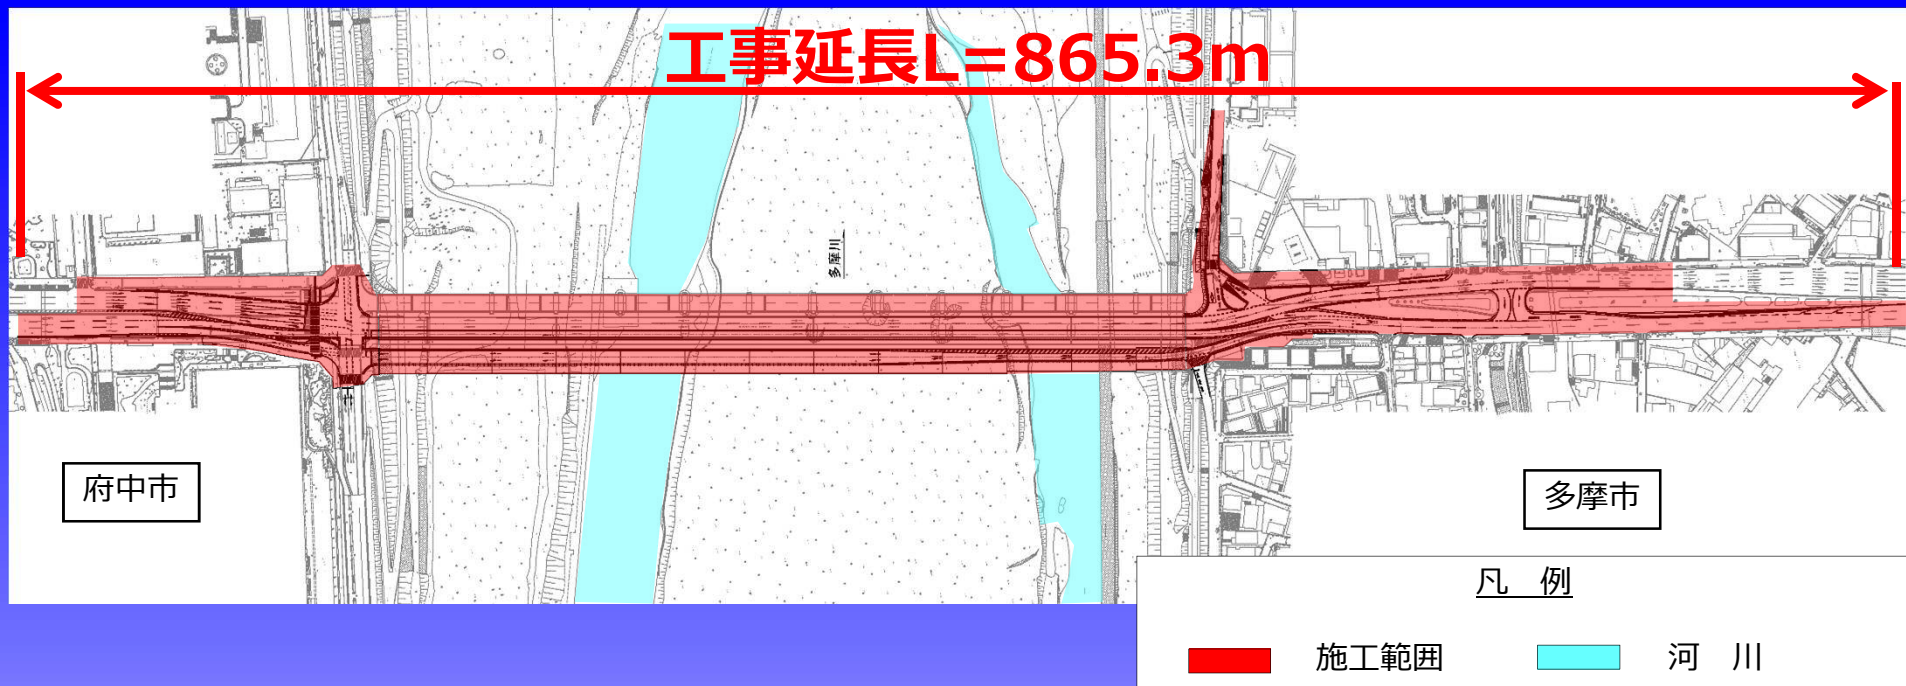 工事延長L=865.3m
多摩川
府中市
多摩市
凡　例
施工範囲
河　川